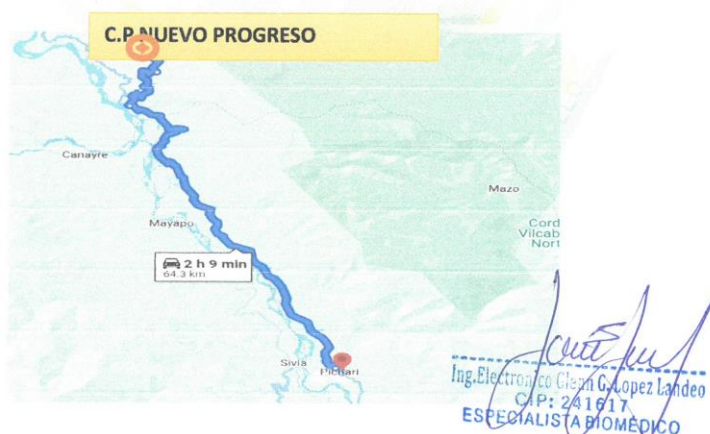 C.P NUEVO PROGRESO
Canayre
Mazo
Mayapo
Cord
Vilcab
Nort
2 h 9 min
64.3 km
Sivia
Pichari
Ing.Electronico Glenn G. Lopez Landeo
CIP: 241617
ESPECIALISTA BIOMEDICO